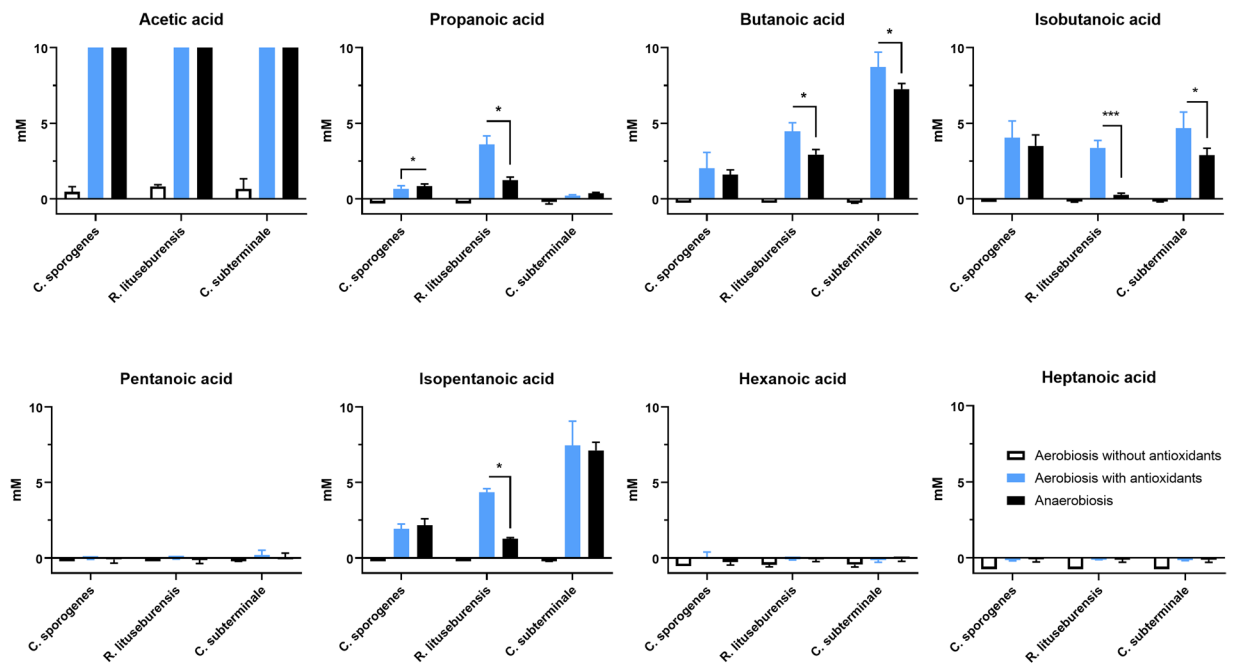 Acetic acid
Propanoic acid
Butanoic acid
Isobutanoic acid
10
5
0
mM
C. sporogenes
R. lituseburensis
C. subterminale
10
5
0
mM
*
*
C. sporogenes
R. lituseburensis
C. subterminale
10
5
0
mM
*
*
C. sporogenes
R. lituseburensis
C. subterminale
10
5
0
mM
***
*
C. sporogenes
R. lituseburensis
C. subterminale
Pentanoic acid
Isopentanoic acid
Hexanoic acid
Heptanoic acid
10
5
0
mM
C. sporogenes
R. lituseburensis
C. subterminale
10
5
0
mM
*
C. sporogenes
R. lituseburensis
C. subterminale
10
5
0
mM
C. sporogenes
R. lituseburensis
C. subterminale
10
5
0
mM
Aerobiosis without antioxidants
Aerobiosis with antioxidants
Anaerobiosis
C. sporogenes
R. lituseburensis
C. subterminale